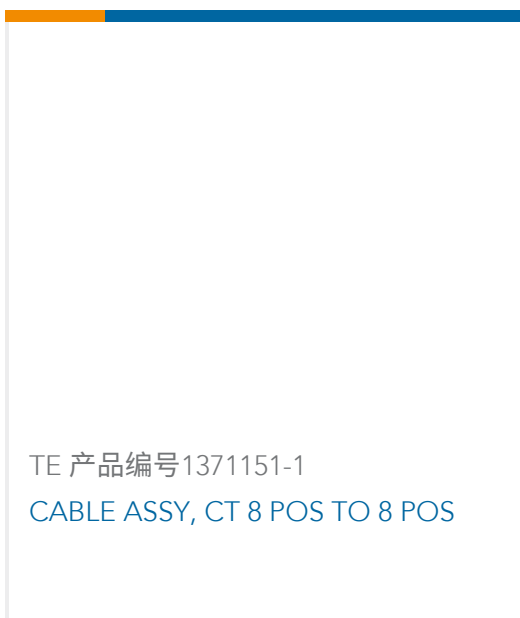 TE 产品编号1371151-1
CABLE ASSY, CT 8 POS TO 8 POS